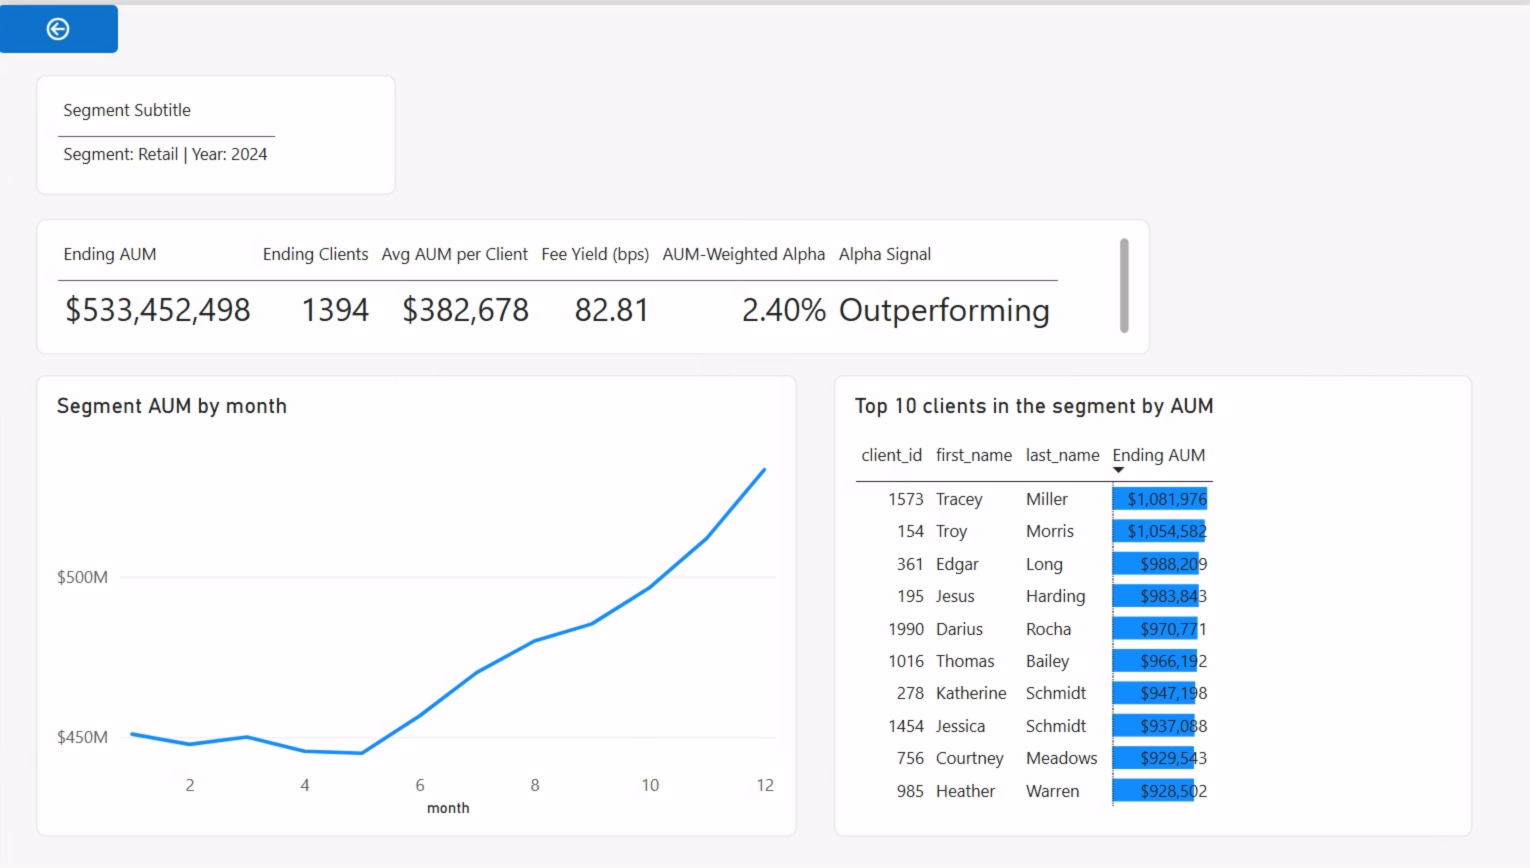 Segment Subtitle
Segment: Retail | Year: 2024
Ending AUM Ending Clients Avg AUM per Client Fee Yield (bps) AUM-Weighted Alpha Alpha Signal
$533,452,498 1394 $382,678 82.81 2.40% Outperforming
Segment AUM by month
$500M
$450M
2 4 6 8 10 12
month
Top 10 clients in the segment by AUM
client_id first_name last_name Ending AUM
1573 Tracey Miller $1,081,976
154 Troy Morris $1,054,582
361 Edgar Long $988,209
195 Jesus Harding $983,843
1990 Darius Rocha $970,771
1016 Thomas Bailey $966,192
278 Katherine Schmidt $947,198
1454 Jessica Schmidt $937,088
756 Courtney Meadows $929,543
985 Heather Warren $928,502